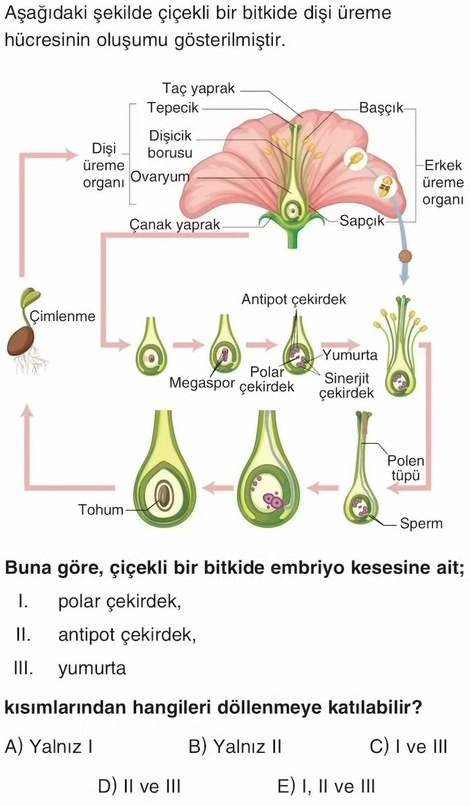 Aşağıdaki şekilde çiçekli bir bitkide dişi üreme
hücresinin oluşumu gösterilmiştir.
Taç yaprak
Tepecik
Başçık
Dişicik
borusu
Dişi
üreme
organı
Ovaryum
Erkek
üreme
organı
Çanak yaprak
Sapçık
Çimlenme
Antipot çekirdek
Megaspor
Polar
çekirdek
Yumurta
Sinerjit
çekirdek
Tohum
Polen
tüpü
Sperm
Buna göre, çiçekli bir bitkide embriyo kesesine ait;
I. polar çekirdek,
II. antipot çekirdek,
III. yumurta
kısımlarından hangileri döllenmeye katılabilir?
A) Yalnız I B) Yalnız II C) I ve III
D) II ve III E) I, II ve III